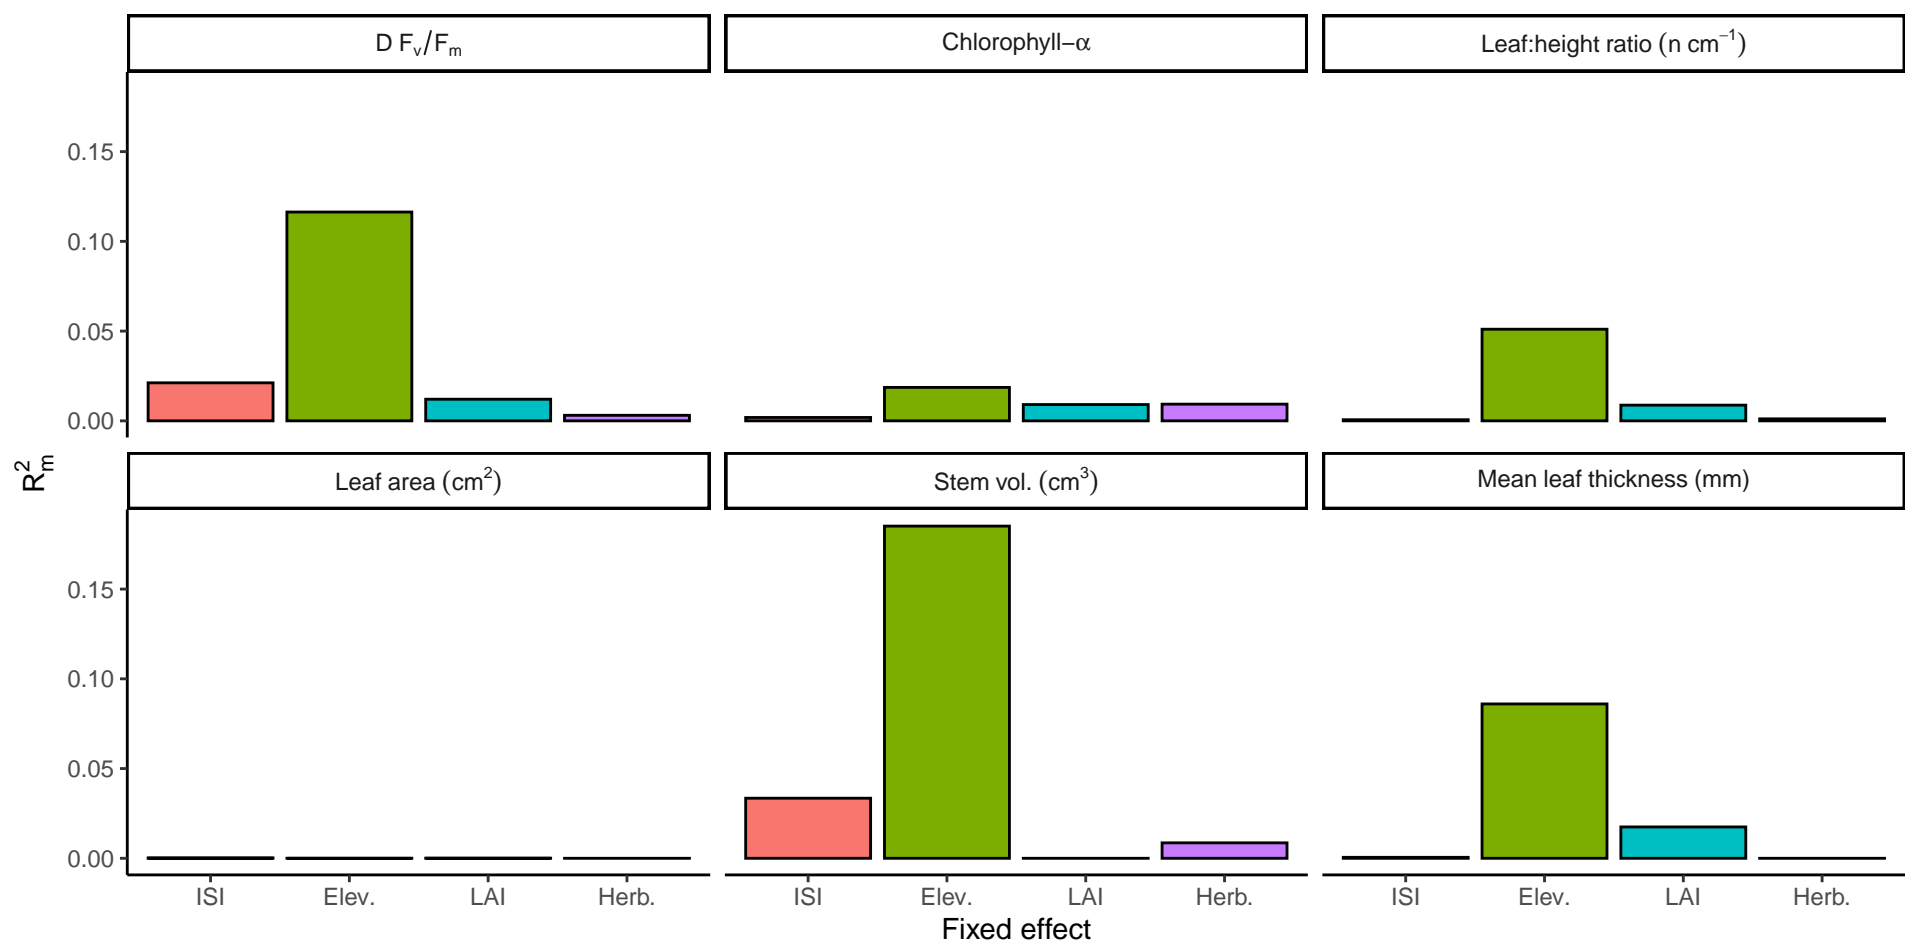 D Fv/Fm
Chlorophyll−α
Leaf:height ratio (n cm⁻¹)
0.15
0.10
0.05
0.00
R²m
Leaf area (cm²)
Stem vol. (cm³)
Mean leaf thickness (mm)
0.15
0.10
0.05
0.00
ISI Elev. LAI Herb.
ISI Elev. LAI Herb.
ISI Elev. LAI Herb.
Fixed effect